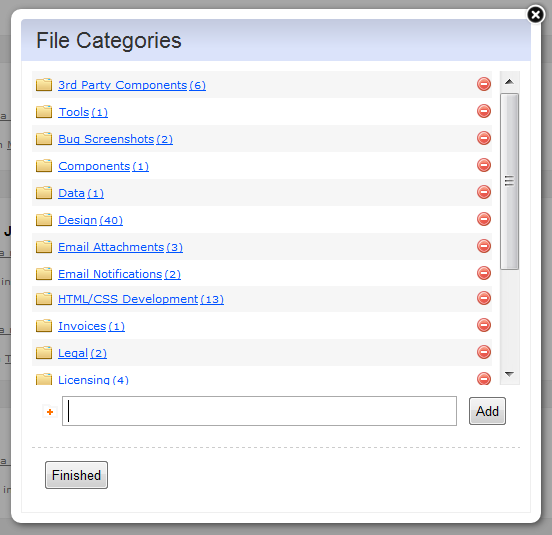 File Categories
3rd Party Components (6)
Tools (1)
Bug Screenshots (2)
Components (1)
Data (1)
Design (40)
Email Attachments (3)
Email Notifications (2)
HTML/CSS Development (13)
Invoices (1)
Legal (2)
Licensing (4)
Add
Finished